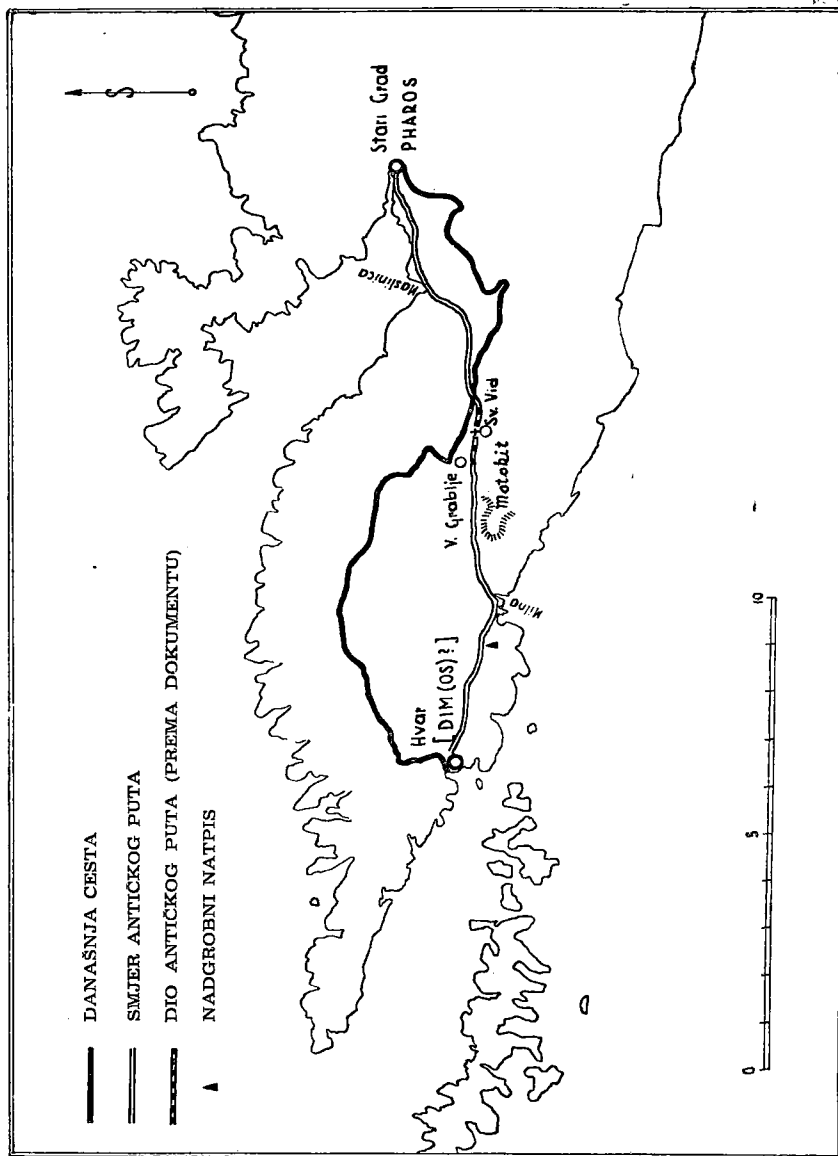 DANAŠNJA CESTA
SMJER ANTIČKOG PUTA
DIO ANTIČKOG PUTA (PREMA DOKUMENTU)
NADGROBNI NATPIS
S
Stari Grad
PHAROS
Maslinica
Sv. Vid
V. Grablje
Motokit
Milna
Hvar
[DIM(OS)?]
0
5
10